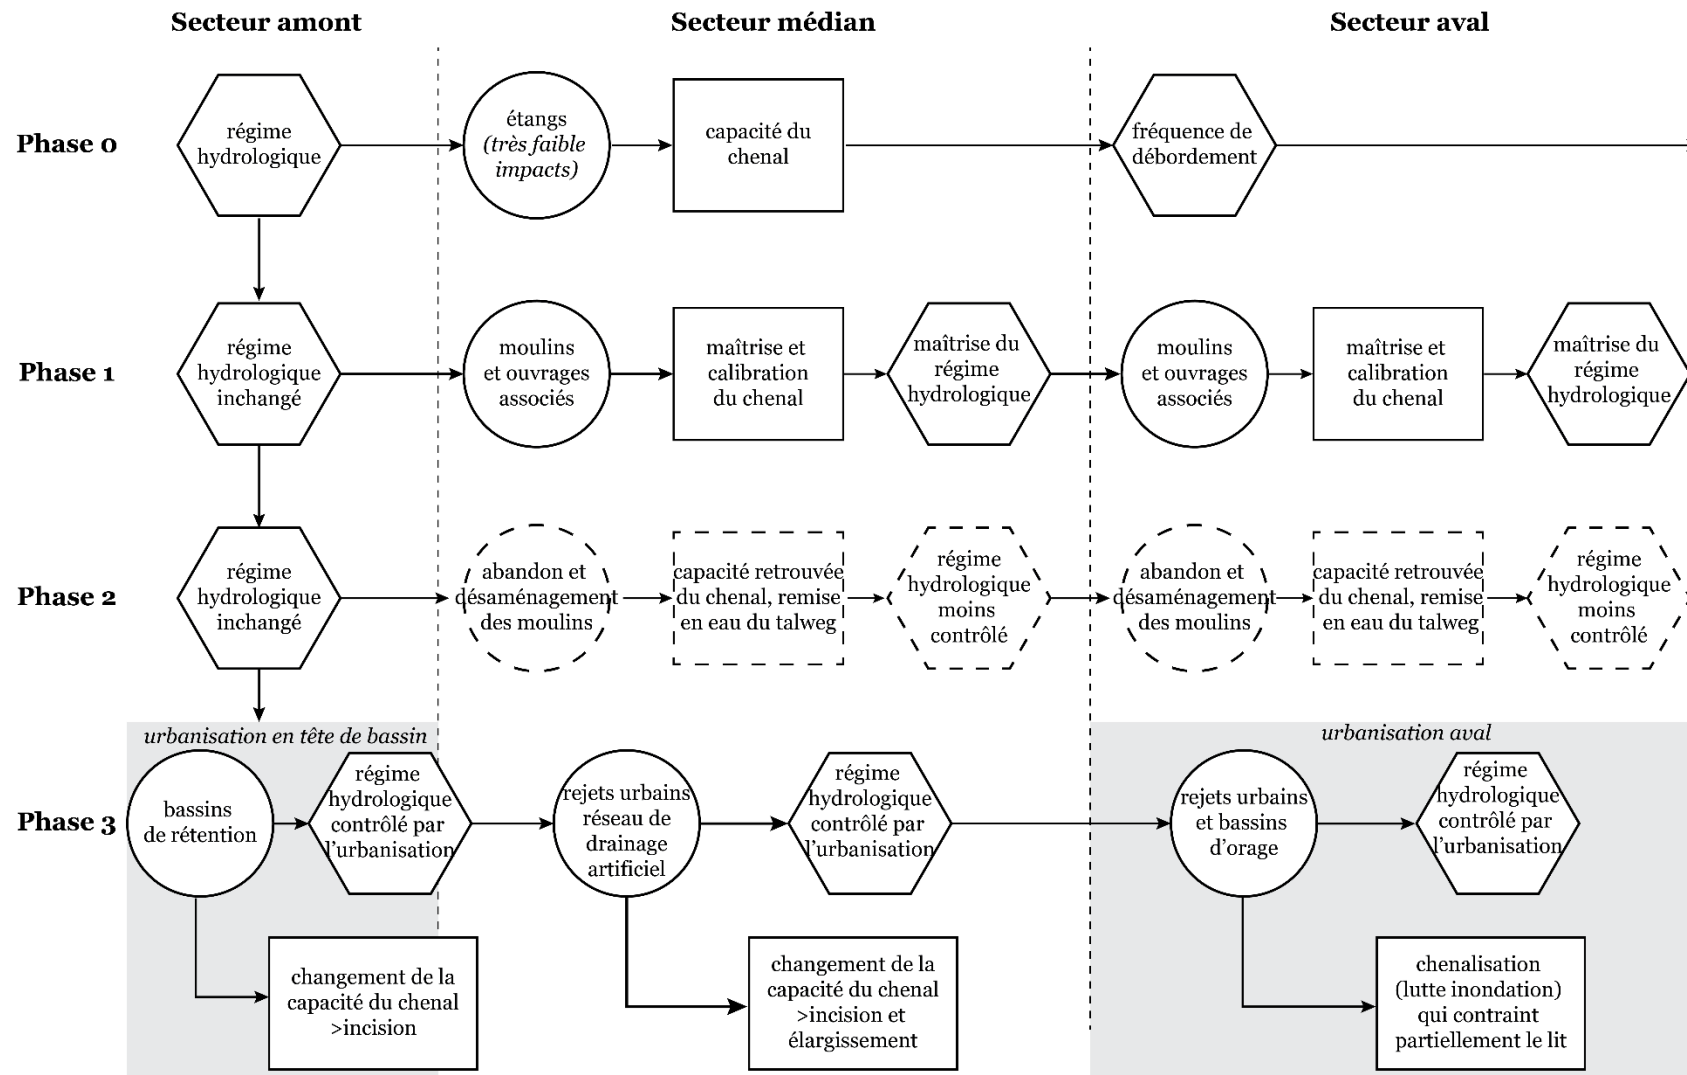 Secteur amont
Secteur médian
Secteur aval
Phase 0
régime
hydrologique
étangs
(très faible
impacts)
capacité du
chenal
fréquence de
débordement
Phase 1
régime
hydrologique
inchangé
moulins
et ouvrages
associés
maîtrise et
calibration
du chenal
maîtrise du
régime
hydrologique
moulins
et ouvrages
associés
maîtrise et
calibration
du chenal
maîtrise du
régime
hydrologique
Phase 2
régime
hydrologique
inchangé
abandon et
désaménagement
des moulins
capacité retrouvée
du chenal, remise
en eau du talweg
régime
hydrologique
moins
contrôlé
abandon et
désaménagement
des moulins
capacité retrouvée
du chenal, remise
en eau du talweg
régime
hydrologique
moins
contrôlé
urbanisation en tête de bassin
urbanisation aval
Phase 3
bassins
de rétention
régime
hydrologique
contrôlé par
l'urbanisation
rejets urbains
réseau de
drainage
artificiel
régime
hydrologique
contrôlé par
l'urbanisation
rejets urbains
et bassins
d'orage
régime
hydrologique
contrôlé par
l'urbanisation
changement de la
capacité du chenal
>incision
changement de la
capacité du chenal
>incision et
élargissement
chenalisation
(lutte inondation)
qui contraint
partiellement le lit